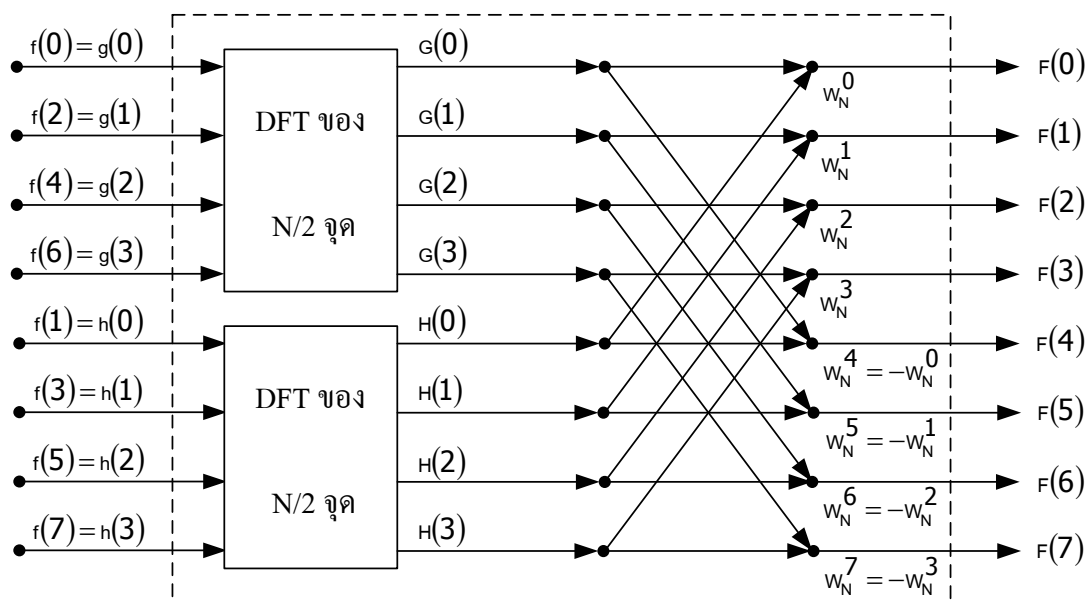 f(0)=g(0) G(0) F(0)
W_N^0
f(2)=g(1) G(1) F(1)
DFT ของ
W_N^1
f(4)=g(2) G(2) F(2)
N/2 จุด
W_N^2
f(6)=g(3) G(3) F(3)
W_N^3
f(1)=h(0) H(0) F(4)
W_N^4 = −W_N^0
f(3)=h(1) H(1) F(5)
DFT ของ
W_N^5 = −W_N^1
f(5)=h(2) H(2) F(6)
N/2 จุด
W_N^6 = −W_N^2
f(7)=h(3) H(3) F(7)
W_N^7 = −W_N^3